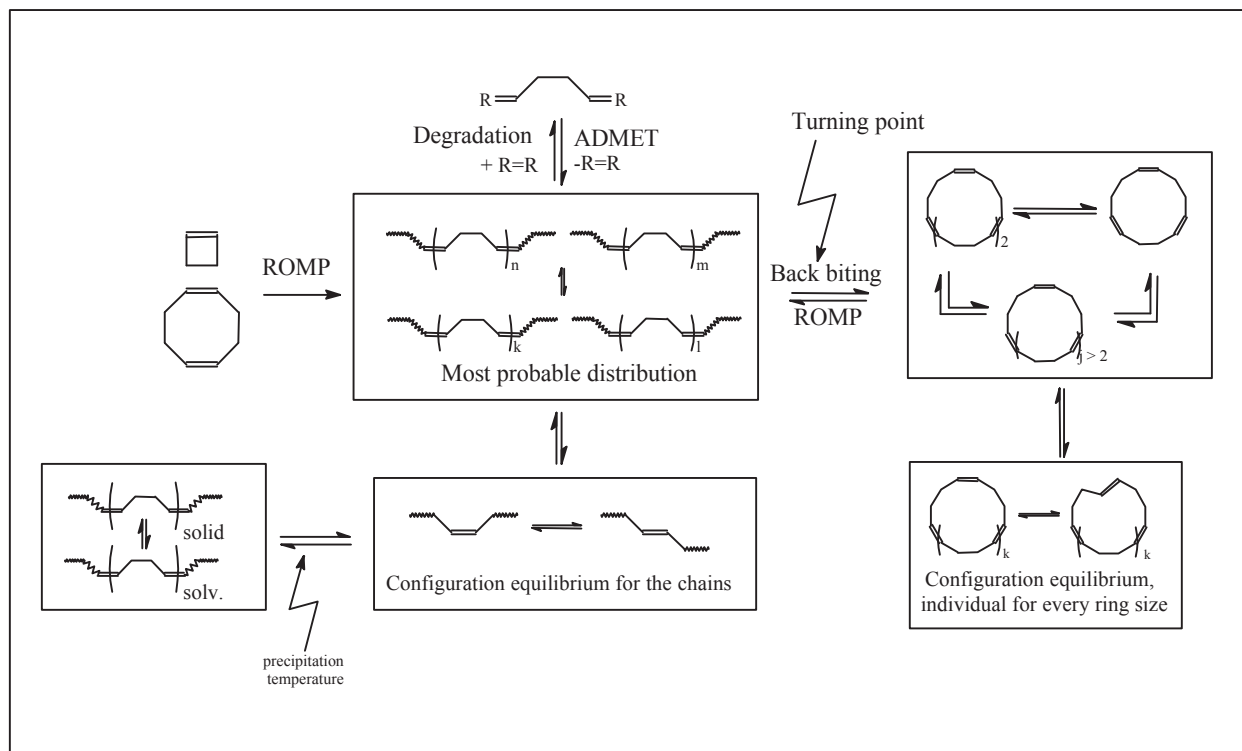 R R
Degradation ADMET
+ R=R -R=R
Turning point
ROMP
n m
k l
Most probable distribution
Back biting
ROMP
2
j > 2
solid
solv.
precipitation
temperature
Configuration equilibrium for the chains
k k
Configuration equilibrium,
individual for every ring size